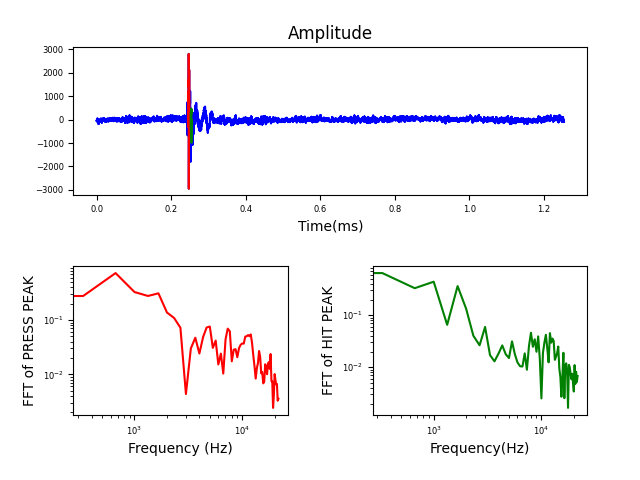 Amplitude
3000
2000
1000
0
−1000
−2000
−3000
0.0 0.2 0.4 0.6 0.8 1.0 1.2
Time(ms)
FFT of PRESS PEAK
10⁻¹
10⁻²
10³ 10⁴
Frequency (Hz)
FFT of HIT PEAK
10⁻¹
10⁻²
10³ 10⁴
Frequency(Hz)